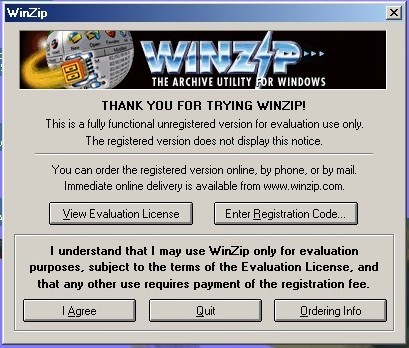 WinZip
WINZIP
THE ARCHIVE UTILITY FOR WINDOWS
THANK YOU FOR TRYING WINZIP!
This is a fully functional unregistered version for evaluation use only.
The registered version does not display this notice.
You can order the registered version online, by phone, or by mail.
Immediate online delivery is available from www.winzip.com.
View Evaluation License
Enter Registration Code...
I understand that I may use WinZip only for evaluation
purposes, subject to the terms of the Evaluation License, and
that any other use requires payment of the registration fee.
I Agree
Quit
Ordering Info